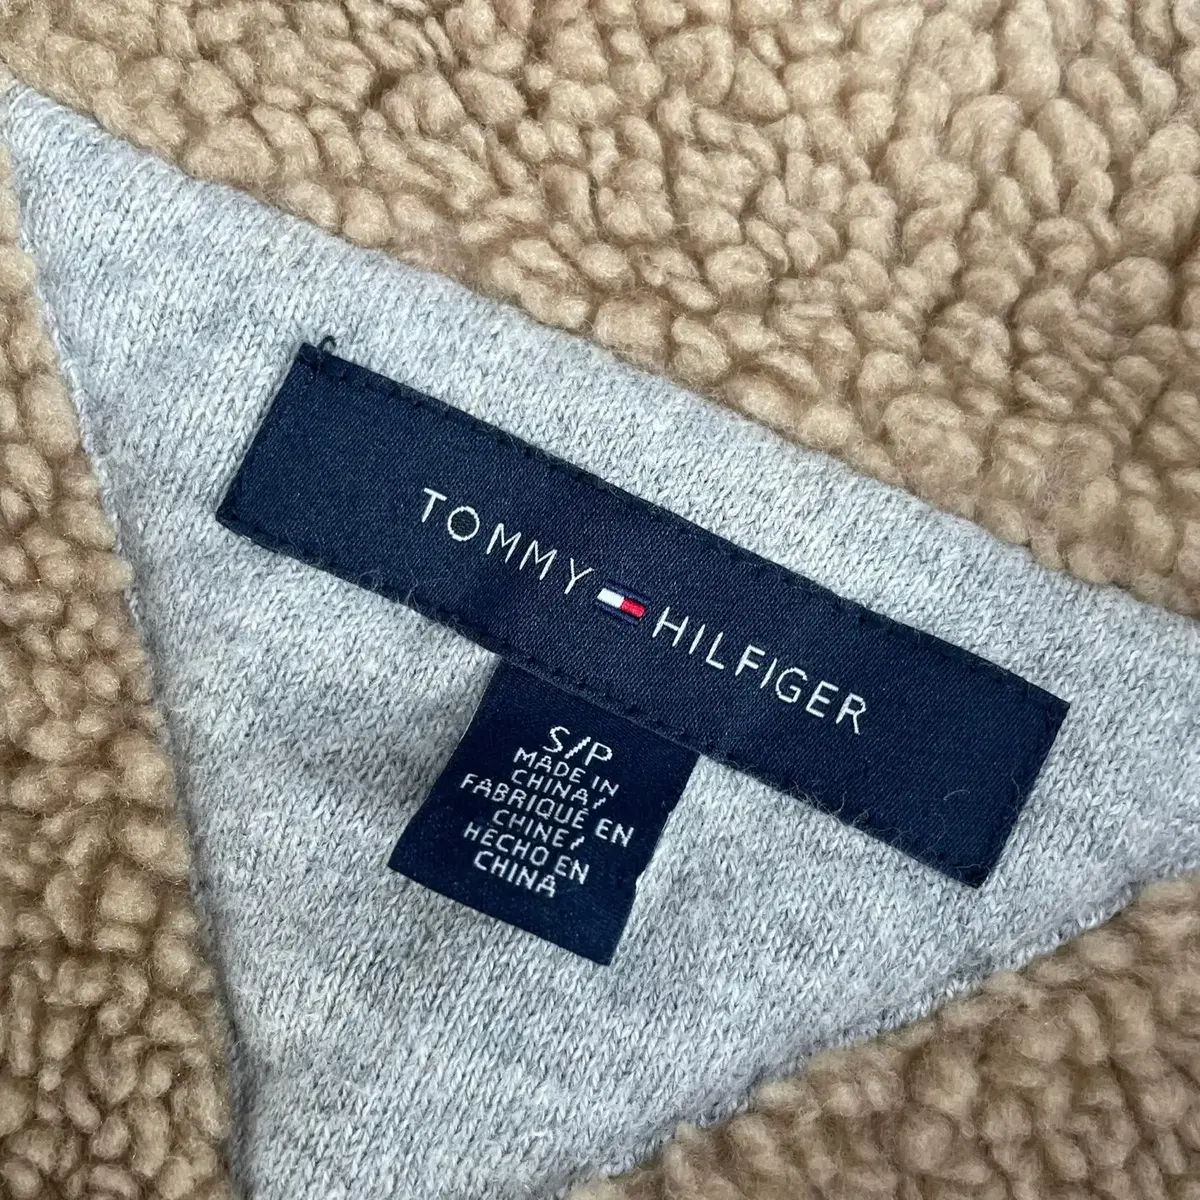 TOMMY HILFIGER
S/P
MADE IN
CHINA/
FABRIQUÉ EN
CHINE/
HECHO EN
CHINA